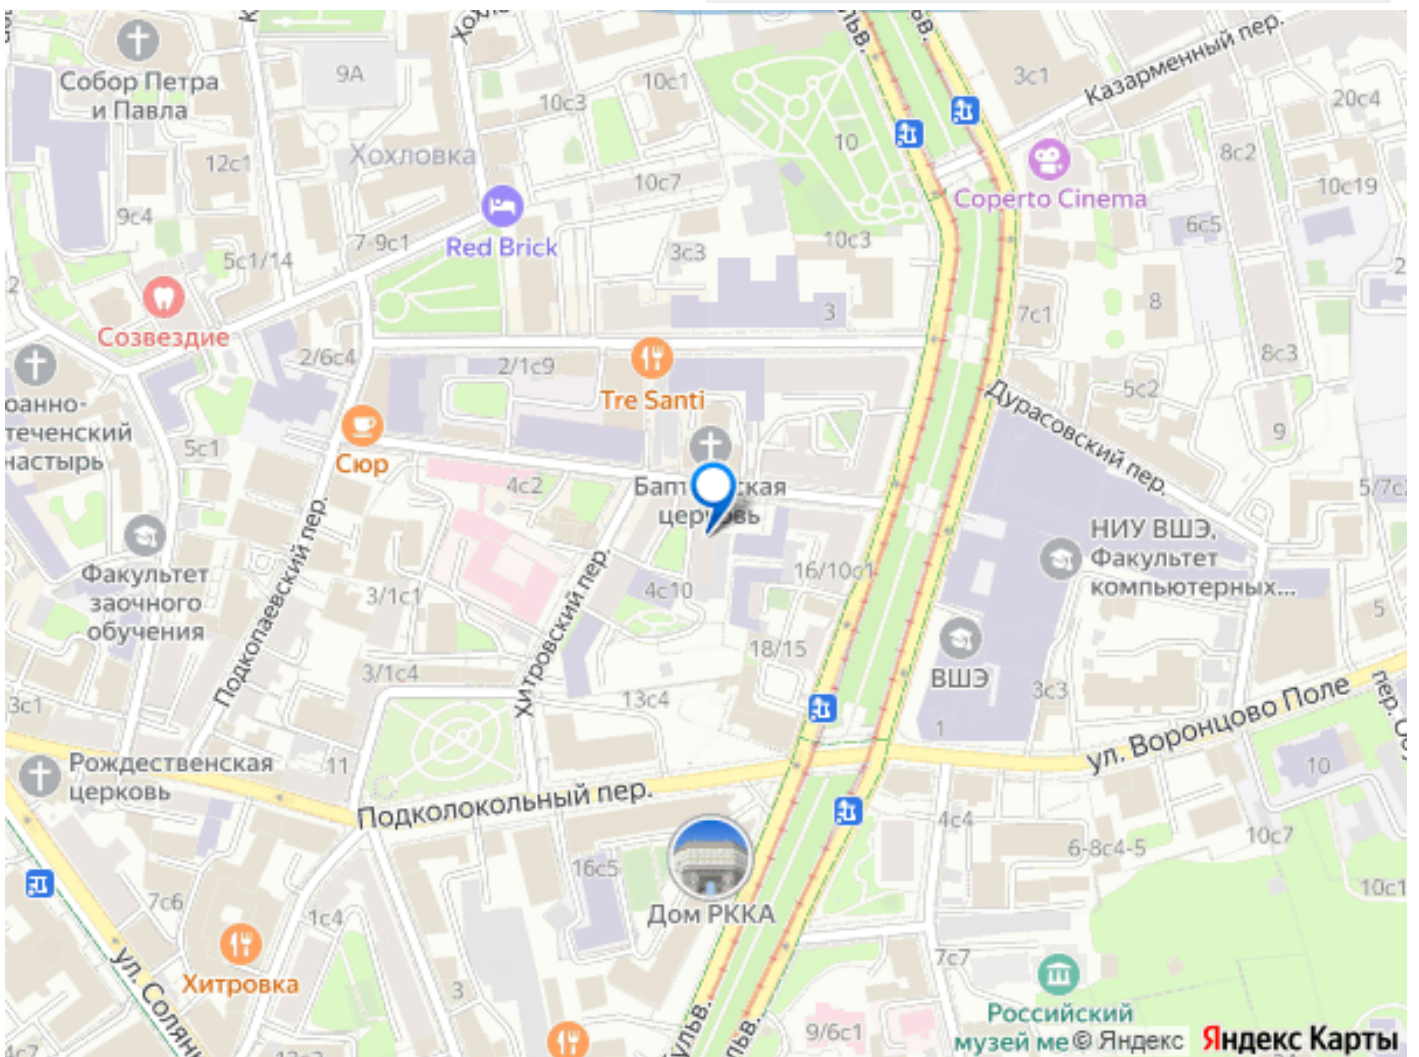 Собор Петра
и Павла
9А
10с3
10с1
Хохловка
12с1
9с4
7-9с1
5с1/14
Red Brick
10с7
3с3
10
10с3
3
3с1
Казарменный пер.
20с4
8с2
10с19
Coperto Cinema
6с5
7с1
8
8с3
5с2
9
5/7с2
Созвездие
2/6с4
2/1с9
Tre Santi
5с1
Сюр
4с2
церковь
Дурасовский пер.
НИУ ВШЭ,
Факультет
компьютерных...
5
Факультет
заочного
обучения
Подкопаевский пер.
3/1с1
3/1с4
Хитровский пер.
4с10
16/10с1
18/15
13с4
ВШЭ
3с3
1
ул. Воронцово Поле
3с1
Рождественская
церковь
11
Подколокольный пер.
10
4с4
6-8с4-5
10с7
10с1
16с5
Дом РККА
7с6
1с4
Хитровка
3
7с7
9/6с1
Российский
© Яндекс
Яндекс Карты